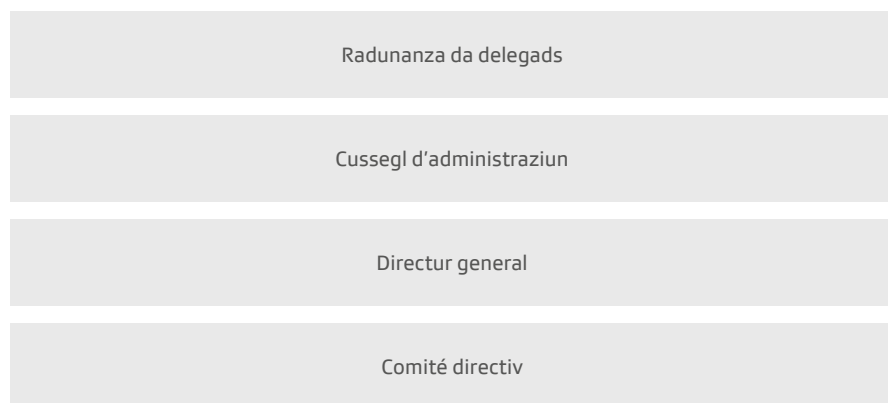 Radunanza da delegads
Cussegl d’administraziun
Directur general
Comité directiv